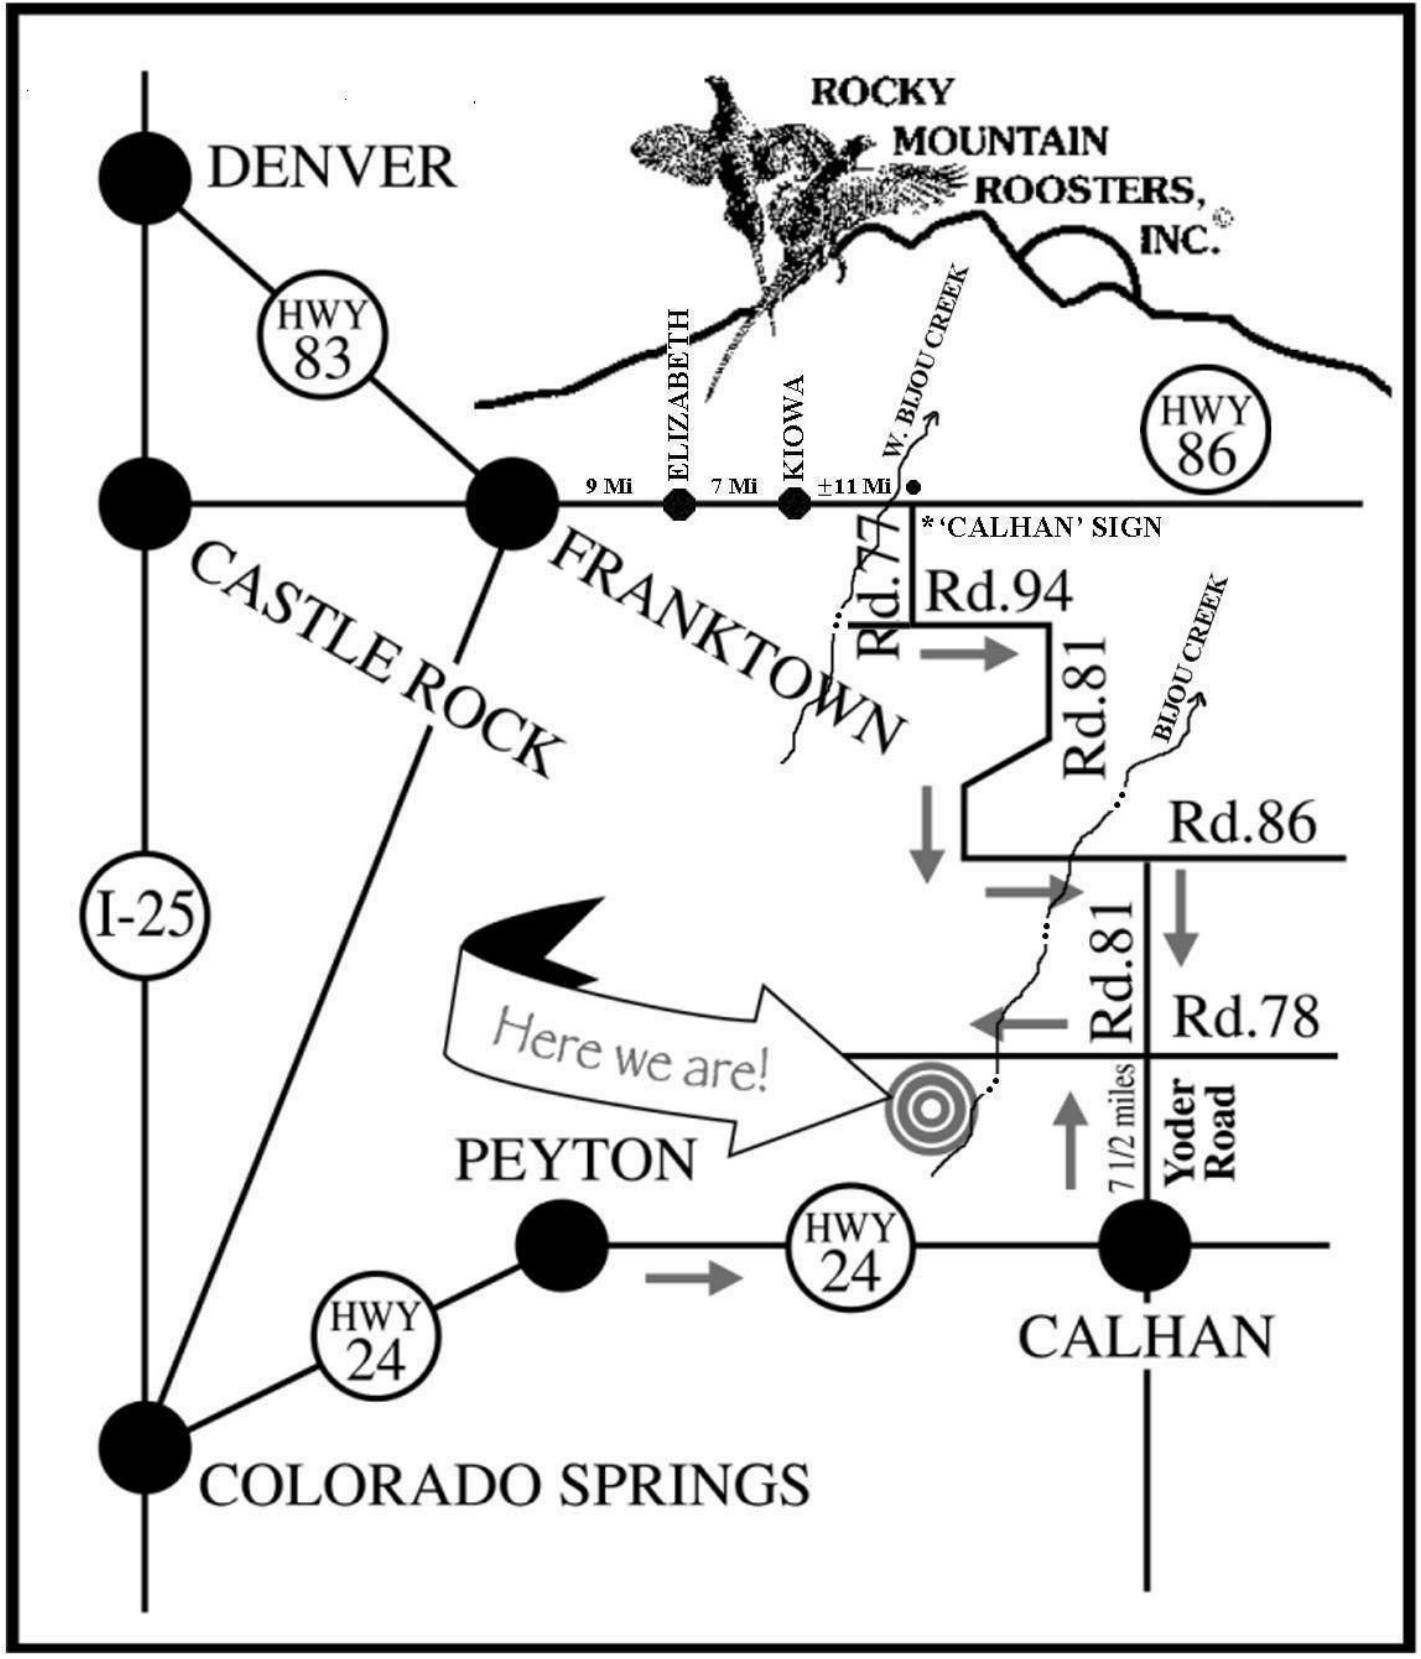 ROCKY
MOUNTAIN
ROOSTERS,
INC.©
DENVER
HWY
83
ELIZABETH
KIOWA
W. BIJOU CREEK
HWY
86
9 Mi
7 Mi
±11 Mi
* 'CALHAN' SIGN
CASTLE ROCK
FRANKTOWN
Rd.77
Rd.94
Rd.81
BIJOU CREEK
Rd.86
I-25
Rd.81
Rd.78
Here we are!
7 1/2 miles
Yoder
Road
PEYTON
HWY
24
HWY
24
CALHAN
COLORADO SPRINGS